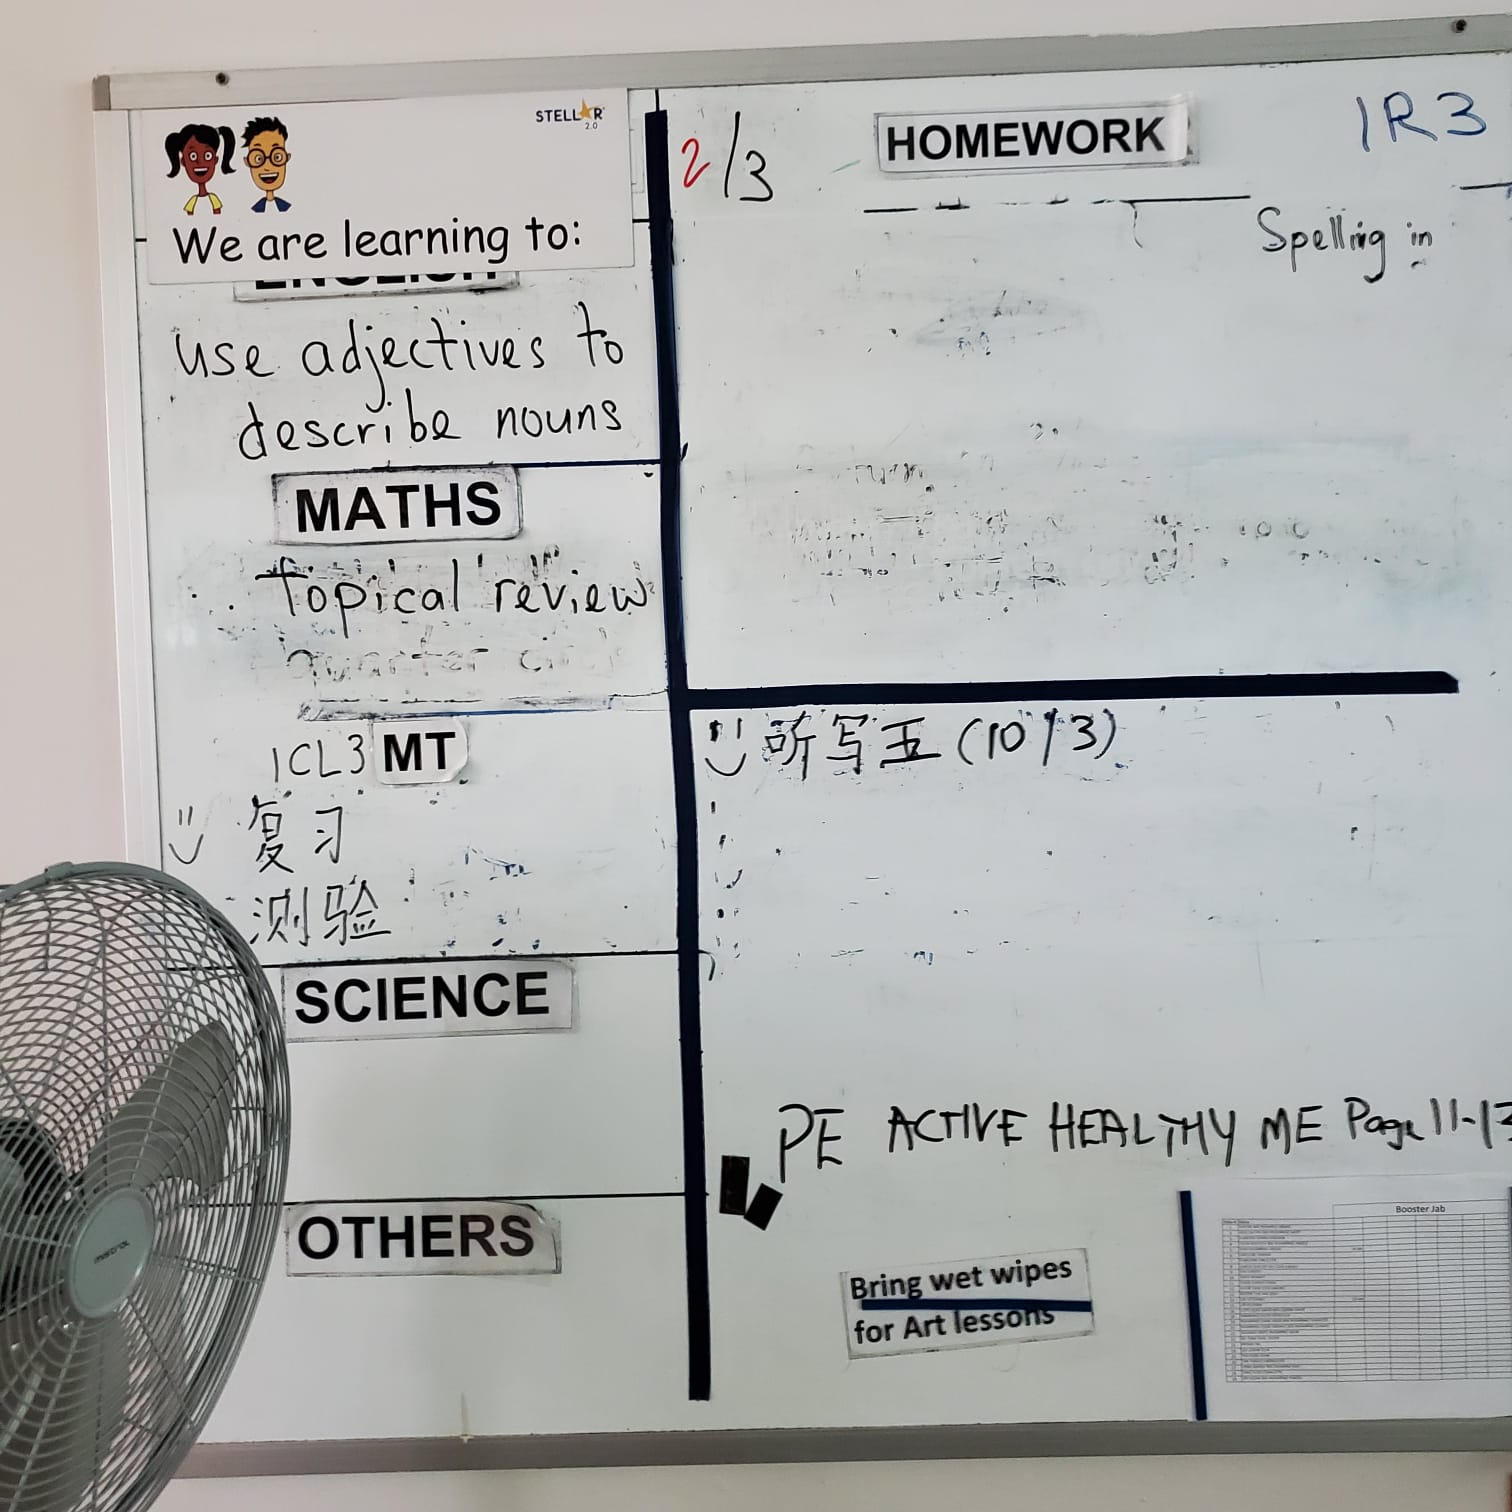 STELLAR
2.0
We are learning to:
ENGLISH
use adjectives to
describe nouns
MATHS
Topical review
quarter
1CL3 MT
复习
测验
SCIENCE
OTHERS
2/3
HOMEWORK
1R3
Spelling in
听写五 (10/3)
PE ACTIVE HEALTHY ME Page 11-
Bring wet wipes
for Art lessons
Booster Jab
mistral